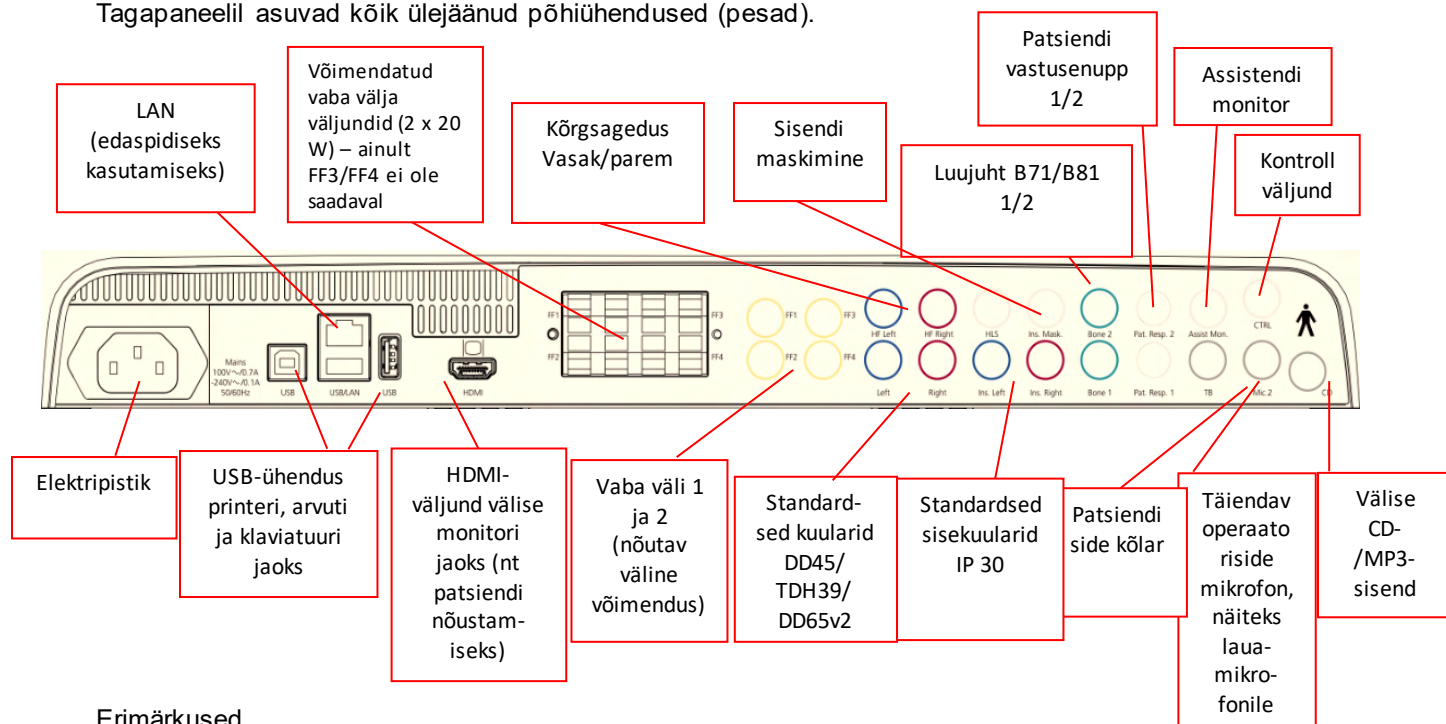 Tagapaneelil asuvad kõik ülejäänud põhiühendused (pesad).
LAN
(edaspidiseks
kasutamiseks)
Võimendatud
vaba välja
väljundid (2 x 20
W) – ainult
FF3/FF4 ei ole
saadaval
Kõrgsagedus
Vasak/parem
Sisendi
maskimine
Luujuht B71/B81
1/2
Patsiendi
vastusenupp
1/2
Assistendi
monitor
Kontroll
väljund
Mains
100V~/0.7A
-240V~/0.1A
50/60Hz
USB
USB/LAN
USB
HDMI
FF1
FF3
FF2
FF4
FF1
FF3
FF2
FF4
HF Left
HF Right
HLS
Ins. Mask.
Bone 2
Pat. Resp. 2
Assist Mon.
CTRL
Left
Right
Ins. Left
Ins. Right
Bone 1
Pat. Resp. 1
TB
Mic.2
CD
Elektripistik
USB-ühendus
printeri, arvuti
ja klaviatuuri
jaoks
HDMI-
väljund välise
monitori
jaoks (nt
patsiendi
nõustam-
iseks)
Vaba väli 1
ja 2
(nõutav
väline
võimendus)
Standard-
sed kuularid
DD45/
TDH39/
DD65v2
Standardsed
sisekuularid
IP 30
Patsiendi
side kõlar
Täiendav
operaato
riside
mikrofon,
näiteks
laua-
mikro-
fonile
Välise
CD-
/MP3-
sisend
Erimärkused